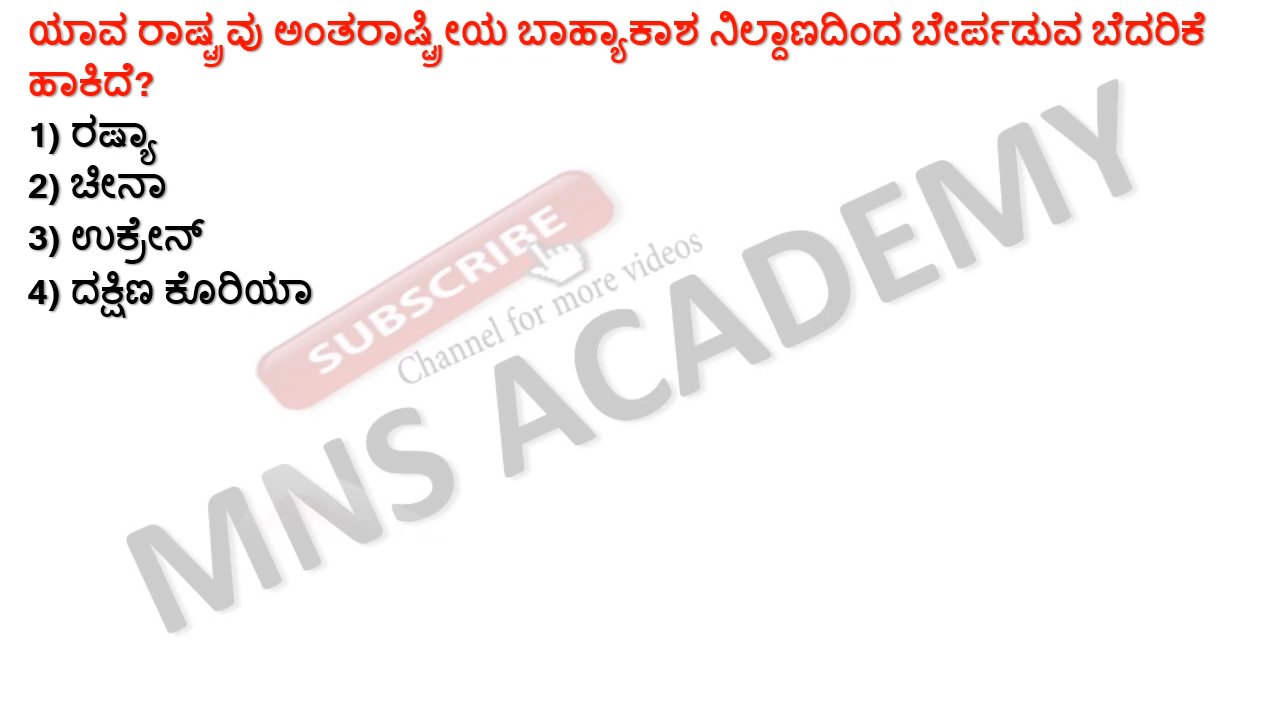 ಯಾವ ರಾಷ್ಟ್ರವು ಅಂತರಾಷ್ಟ್ರೀಯ ಬಾಹ್ಯಾಕಾಶ ನಿಲ್ದಾಣದಿಂದ ಬೇರ್ಪಡುವ ಬೆದರಿಕೆ
ಹಾಕಿದೆ?
1) ರಷ್ಯಾ
2) ಚೀನಾ
3) ಉಕ್ರೇನ್
4) ದಕ್ಷಿಣ ಕೊರಿಯಾ
SUBSCRIBE
Channel for more videos
MNS ACADEMY